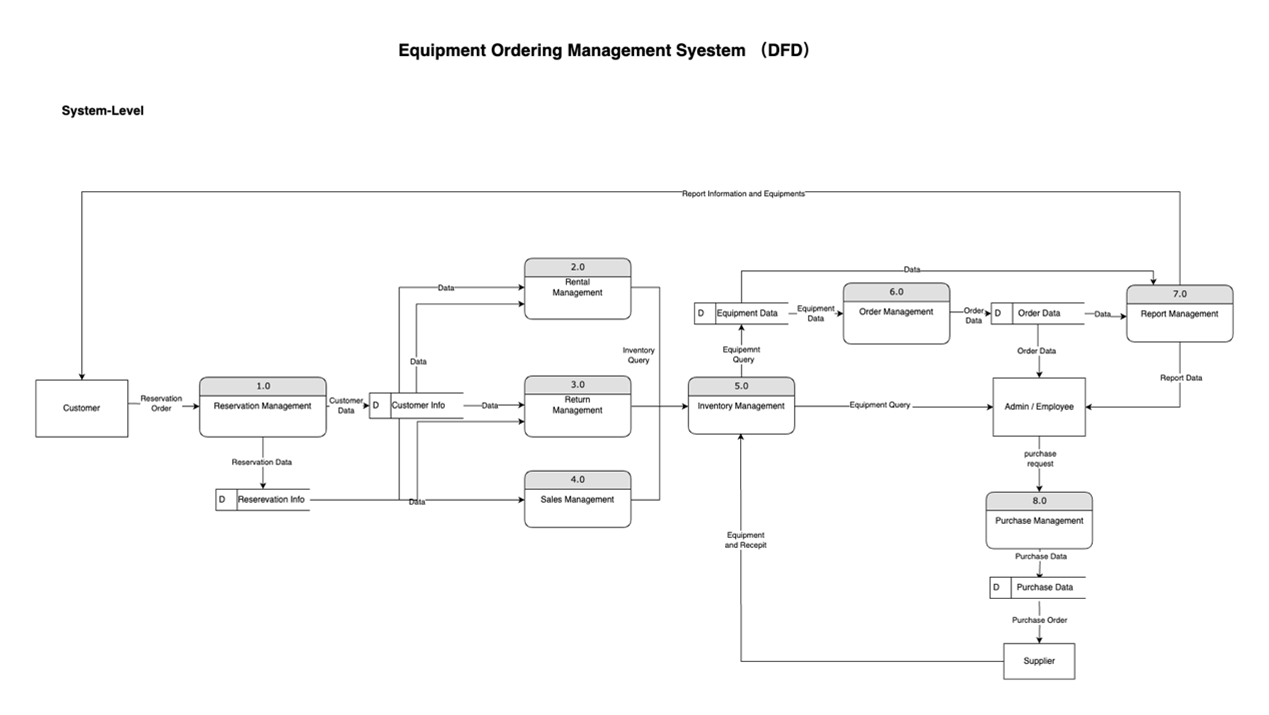 Equipment Ordering Management Syestem （DFD）
System-Level
Report Information and Equipments
2.0
Rental
Management
Data
Data
6.0
Order Management
7.0
Report Management
D
Equipment Data
Equipment
Data
Order
Data
D
Order Data
Data
Data
Inventory
Query
Equipemnt
Query
Order Data
Report Data
Customer
Reservation
Order
1.0
Reservation Management
Customer
Data
D
Customer Info
Data
3.0
Return
Management
5.0
Inventory Management
Equipment Query
Admin / Employee
Reservation Data
purchase
request
D
Reserevation Info
Data
4.0
Sales Management
8.0
Purchase Management
Equipment
and Recepit
Purchase Data
D
Purchase Data
Purchase Order
Supplier